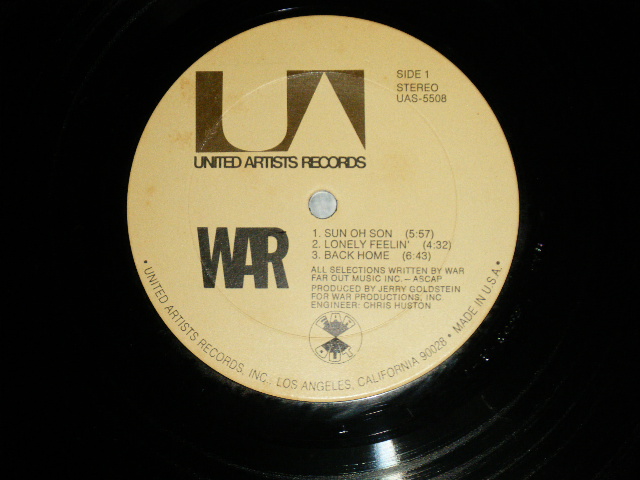 UA
UNITED ARTISTS RECORDS
SIDE 1
STEREO
UAS-5508
WAR
1. SUN OH SON (5:57)
2. LONELY FEELIN' (4:32)
3. BACK HOME (6:43)
ALL SELECTIONS WRITTEN BY WAR
FAR OUT MUSIC INC. – ASCAP
PRODUCED BY JERRY GOLDSTEIN
FOR WAR PRODUCTIONS, INC.
ENGINEER: CHRIS HUSTON
FAR
OUT
• UNITED ARTISTS RECORDS, INC., LOS ANGELES, CALIFORNIA 90028 • MADE IN U.S.A. •